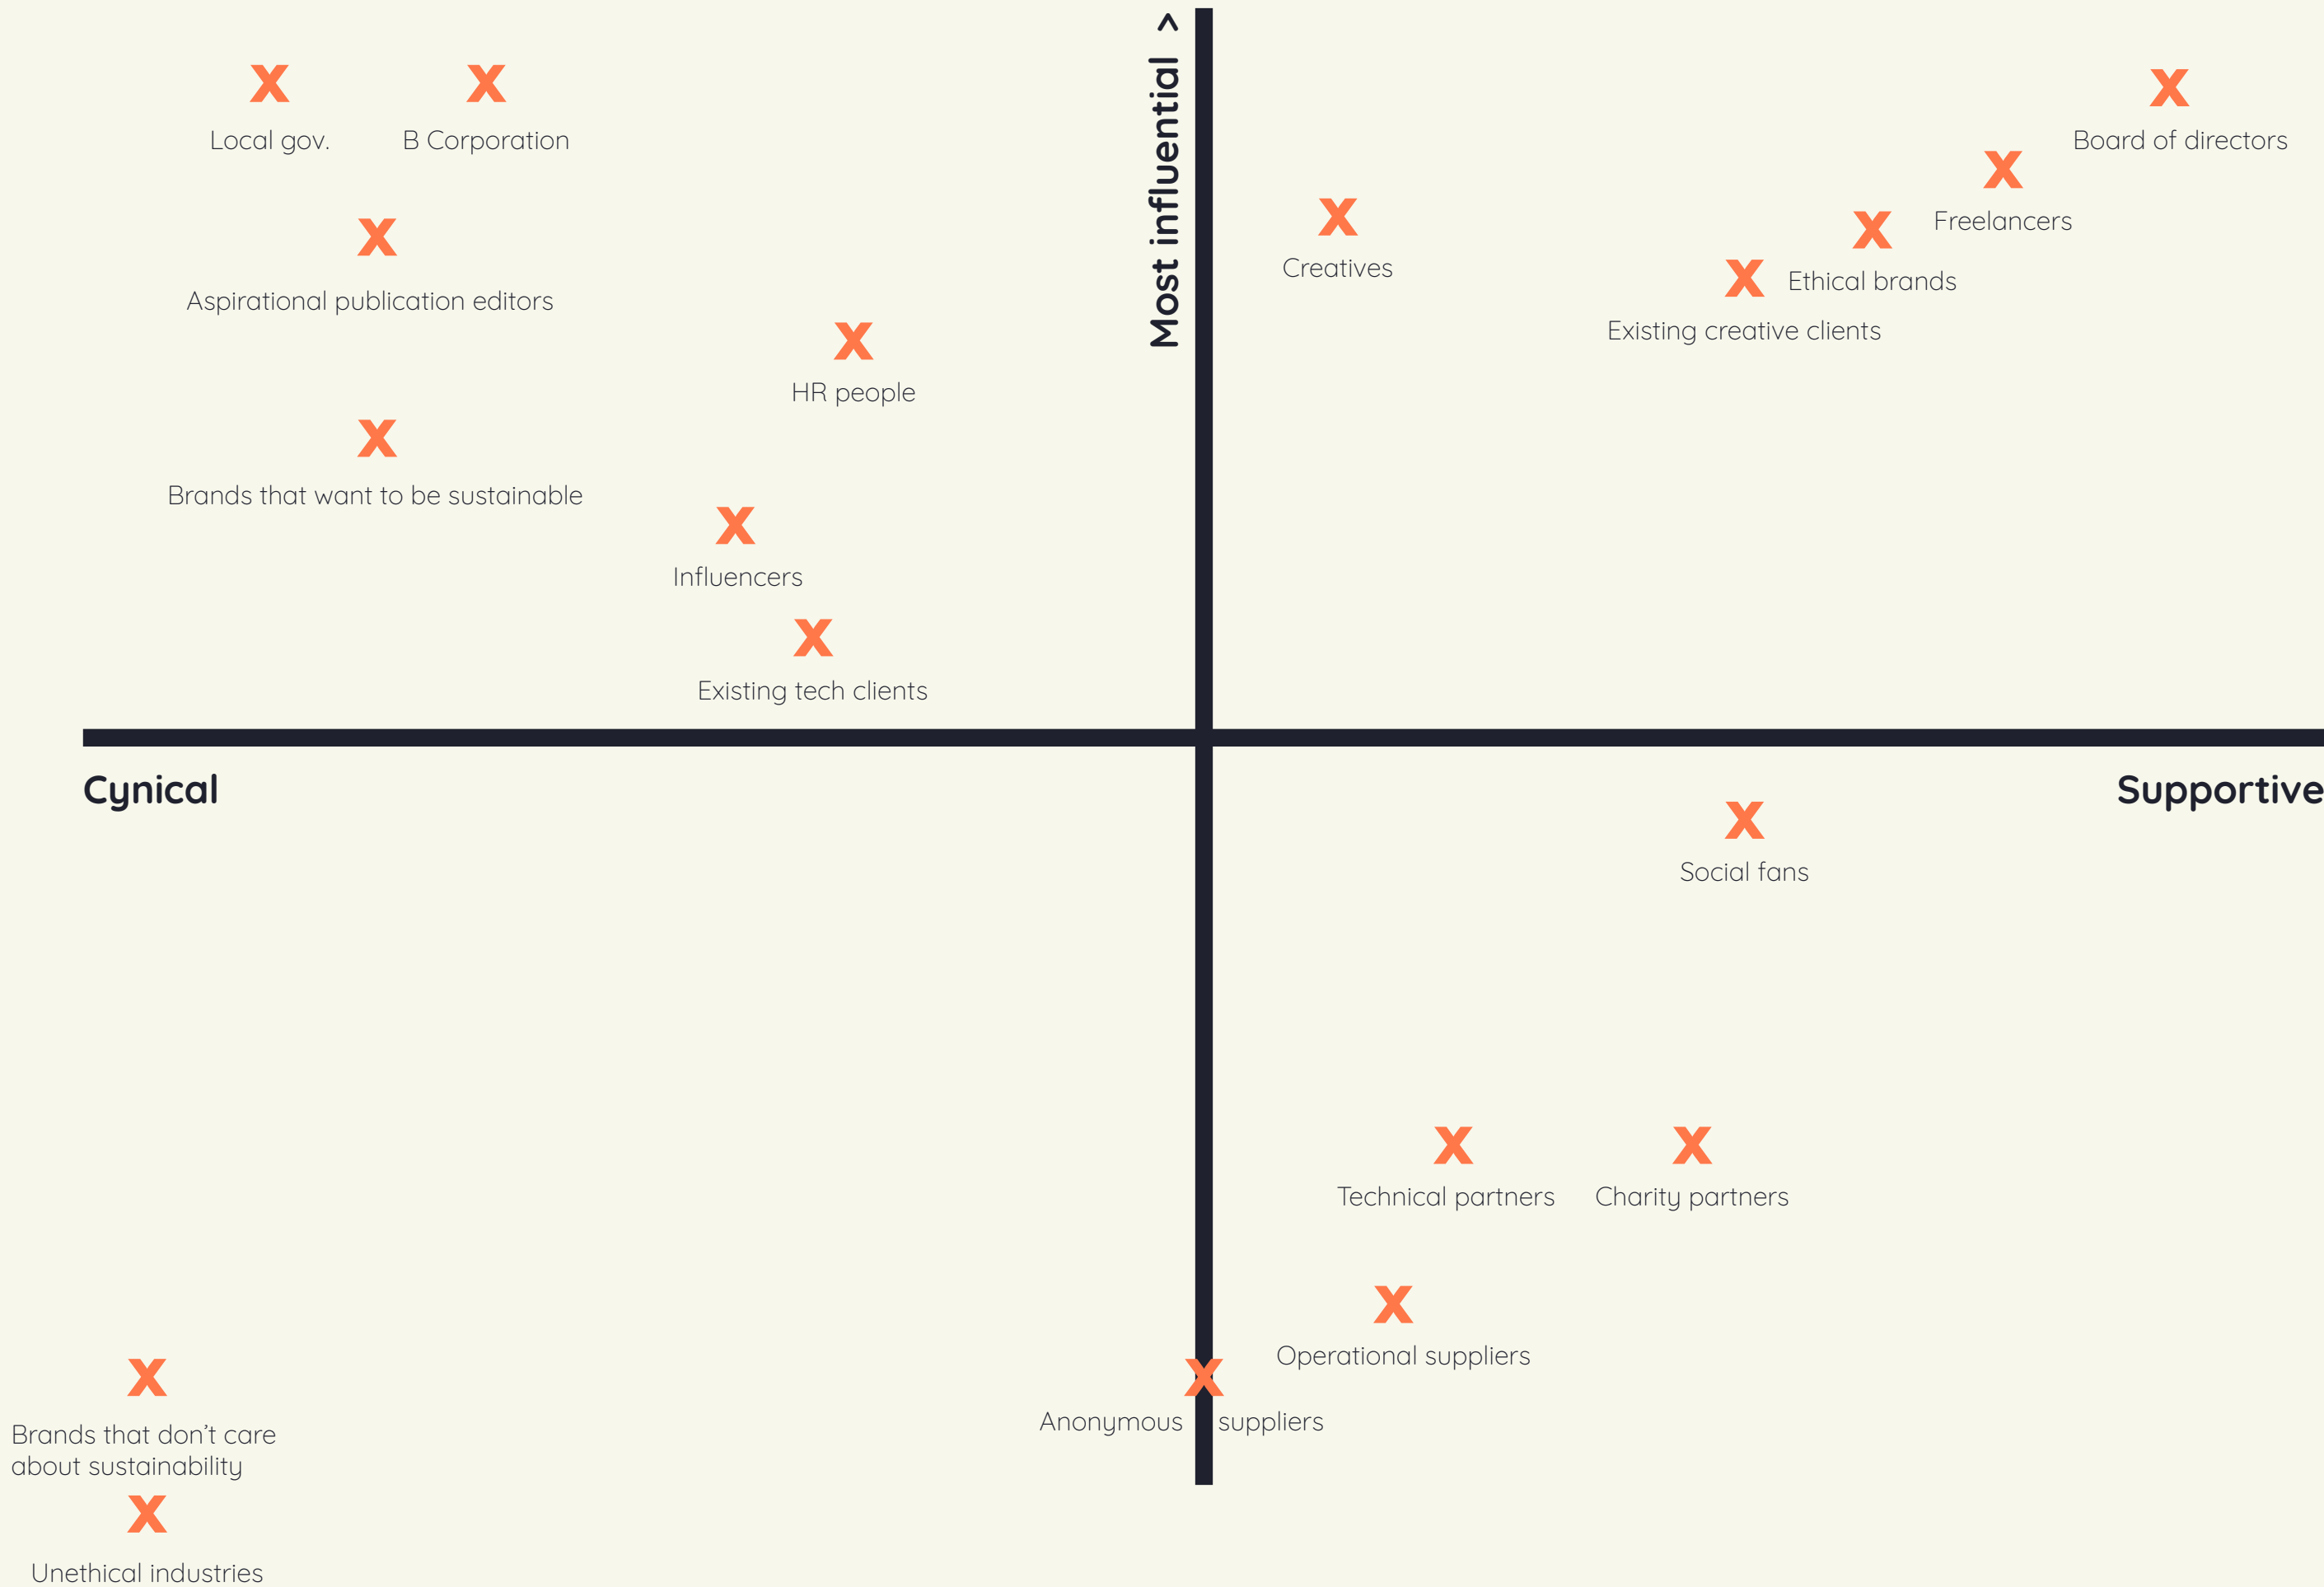 Most influential >
Local gov.
B Corporation
Board of directors
Freelancers
Creatives
Ethical brands
Aspirational publication editors
Existing creative clients
HR people
Brands that want to be sustainable
Influencers
Existing tech clients
Cynical
Supportive
Social fans
Technical partners
Charity partners
Operational suppliers
Anonymous suppliers
Brands that don’t care
about sustainability
Unethical industries